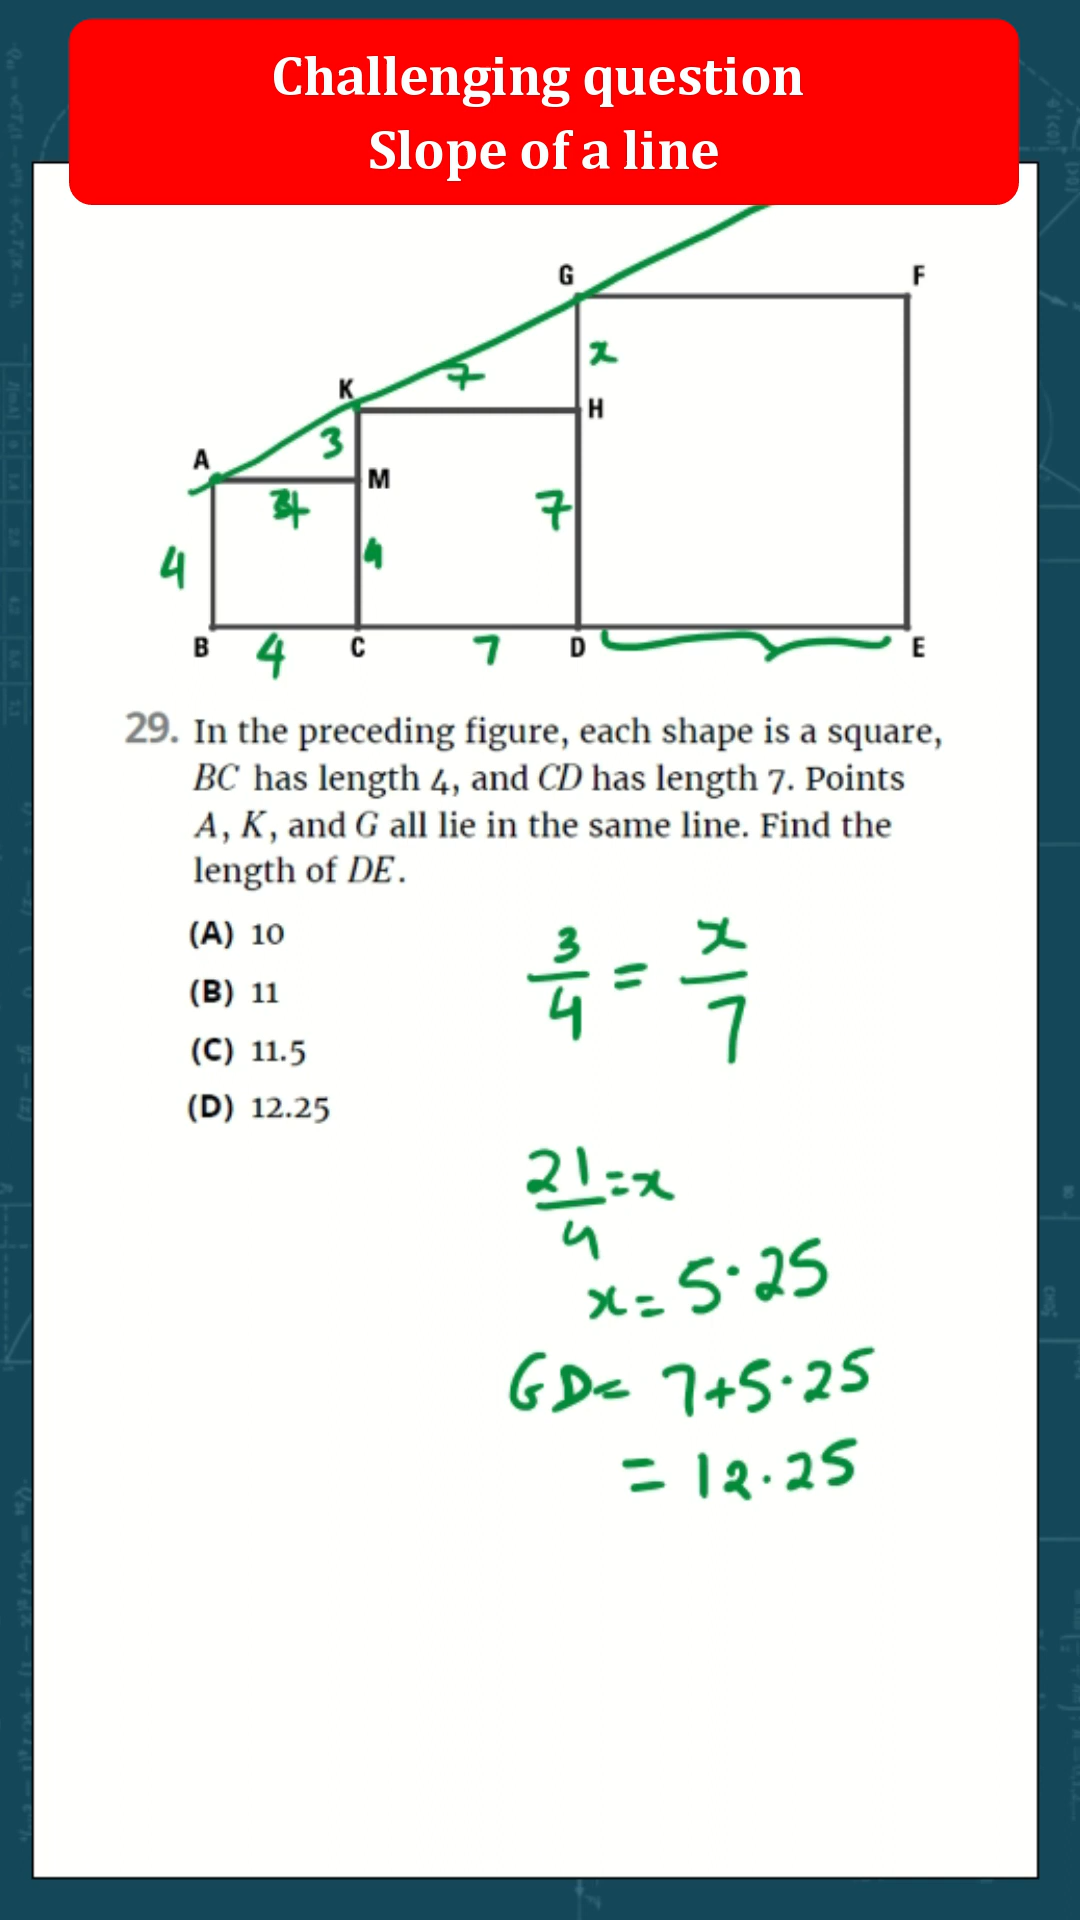 Challenging question
Slope of a line
G
F
x
7
K
H
3
A
M
4
7
4
4
B
4
C
7
D
E
29. In the preceding figure, each shape is a square,
BC has length 4, and CD has length 7. Points
A, K, and G all lie in the same line. Find the
length of DE.
(A) 10
(B) 11
(C) 11.5
(D) 12.25
3/4 = x/7
21/4 = x
x = 5.25
GD = 7+5.25
= 12.25